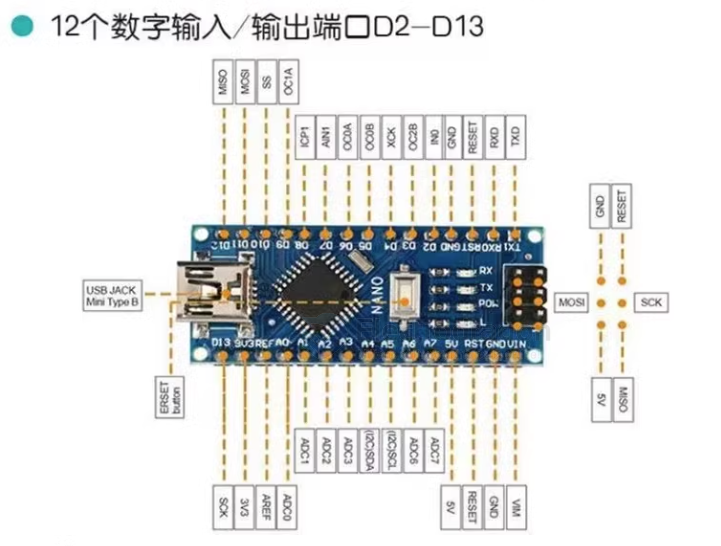 12个数字输入/输出端口D2-D13
MISO
MOSI
SS
OC1A
ICP1
AIN1
OC0A
OC0B
XCK
OC2B
IN0
GND
RESET
RXD
TXD
GND
RESET
D12 D11 D10 D9 D8 D7 D6 D5 D4 D3 D2 GND RST RX0 TX1
USB JACK
Mini Type B
NANO
RX
TX
POW
L
MOSI
SCK
D13 3V3 REF A0 A1 A2 A3 A4 A5 A6 A7 5V RST GND VIN
ERSET
button
5V
MISO
ADC1
ADC2
ADC3
(I2C)SDA
(I2C)SCL
ADC6
ADC7
SCK
3V3
AREF
ADC0
5V
RESET
GND
VIM